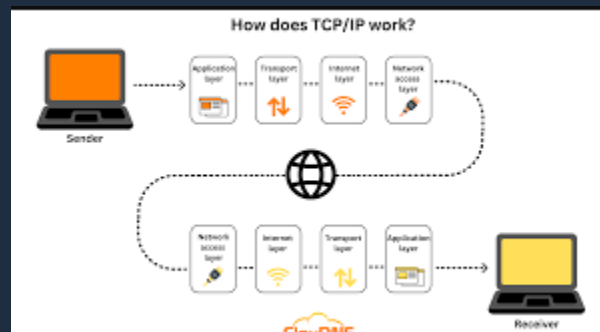 How does TCP/IP work?
Application
layer
Transport
layer
Internet
layer
Network
access
layer
Sender
Network
access
layer
Internet
layer
Transport
layer
Application
layer
Receiver